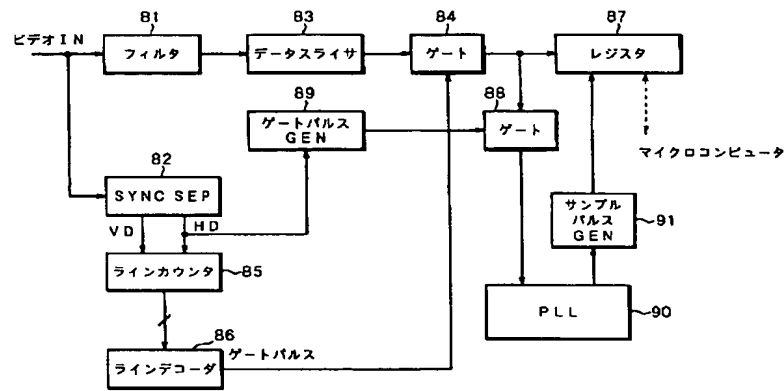 81
83
84
87
ビデオIN
フィルタ
データスライサ
ゲート
レジスタ
89
88
ゲートパルス
GEN
ゲート
マイクロコンピュータ
82
SYNC SEP
サンプル
パルス
GEN
91
VD
HD
ラインカウンタ
85
PLL
90
86
ゲートパルス
ラインデコーダ